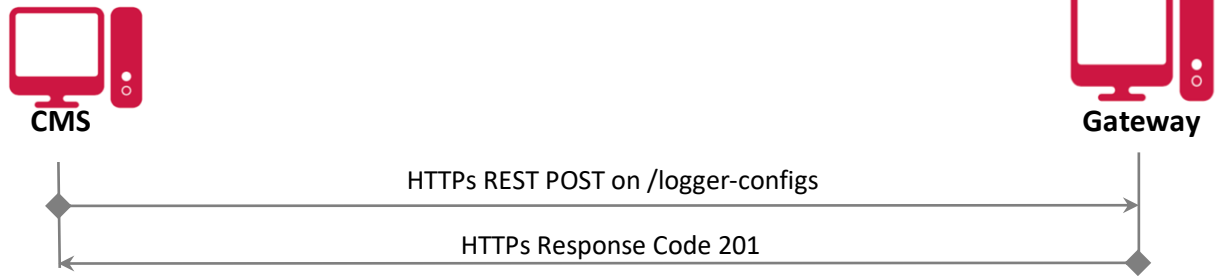 CMS
Gateway
HTTPs REST POST on /logger-configs
HTTPs Response Code 201